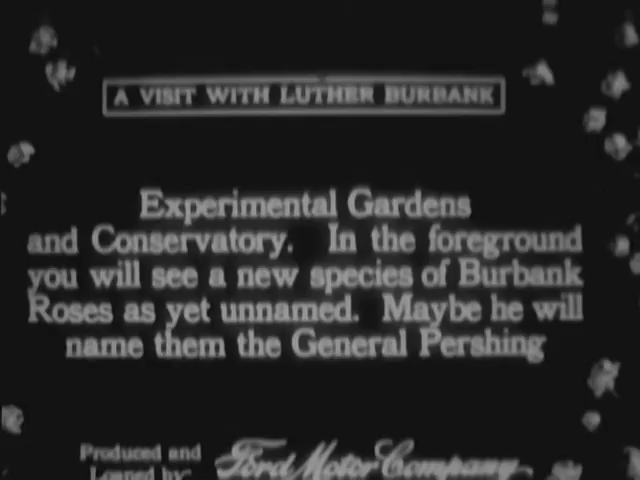 A VISIT WITH LUTHER BURBANK
Experimental Gardens
and Conservatory. In the foreground
you will see a new species of Burbank
Roses as yet unnamed. Maybe he will
name them the General Pershing
Produced and
Loaned by
Ford Motor Company